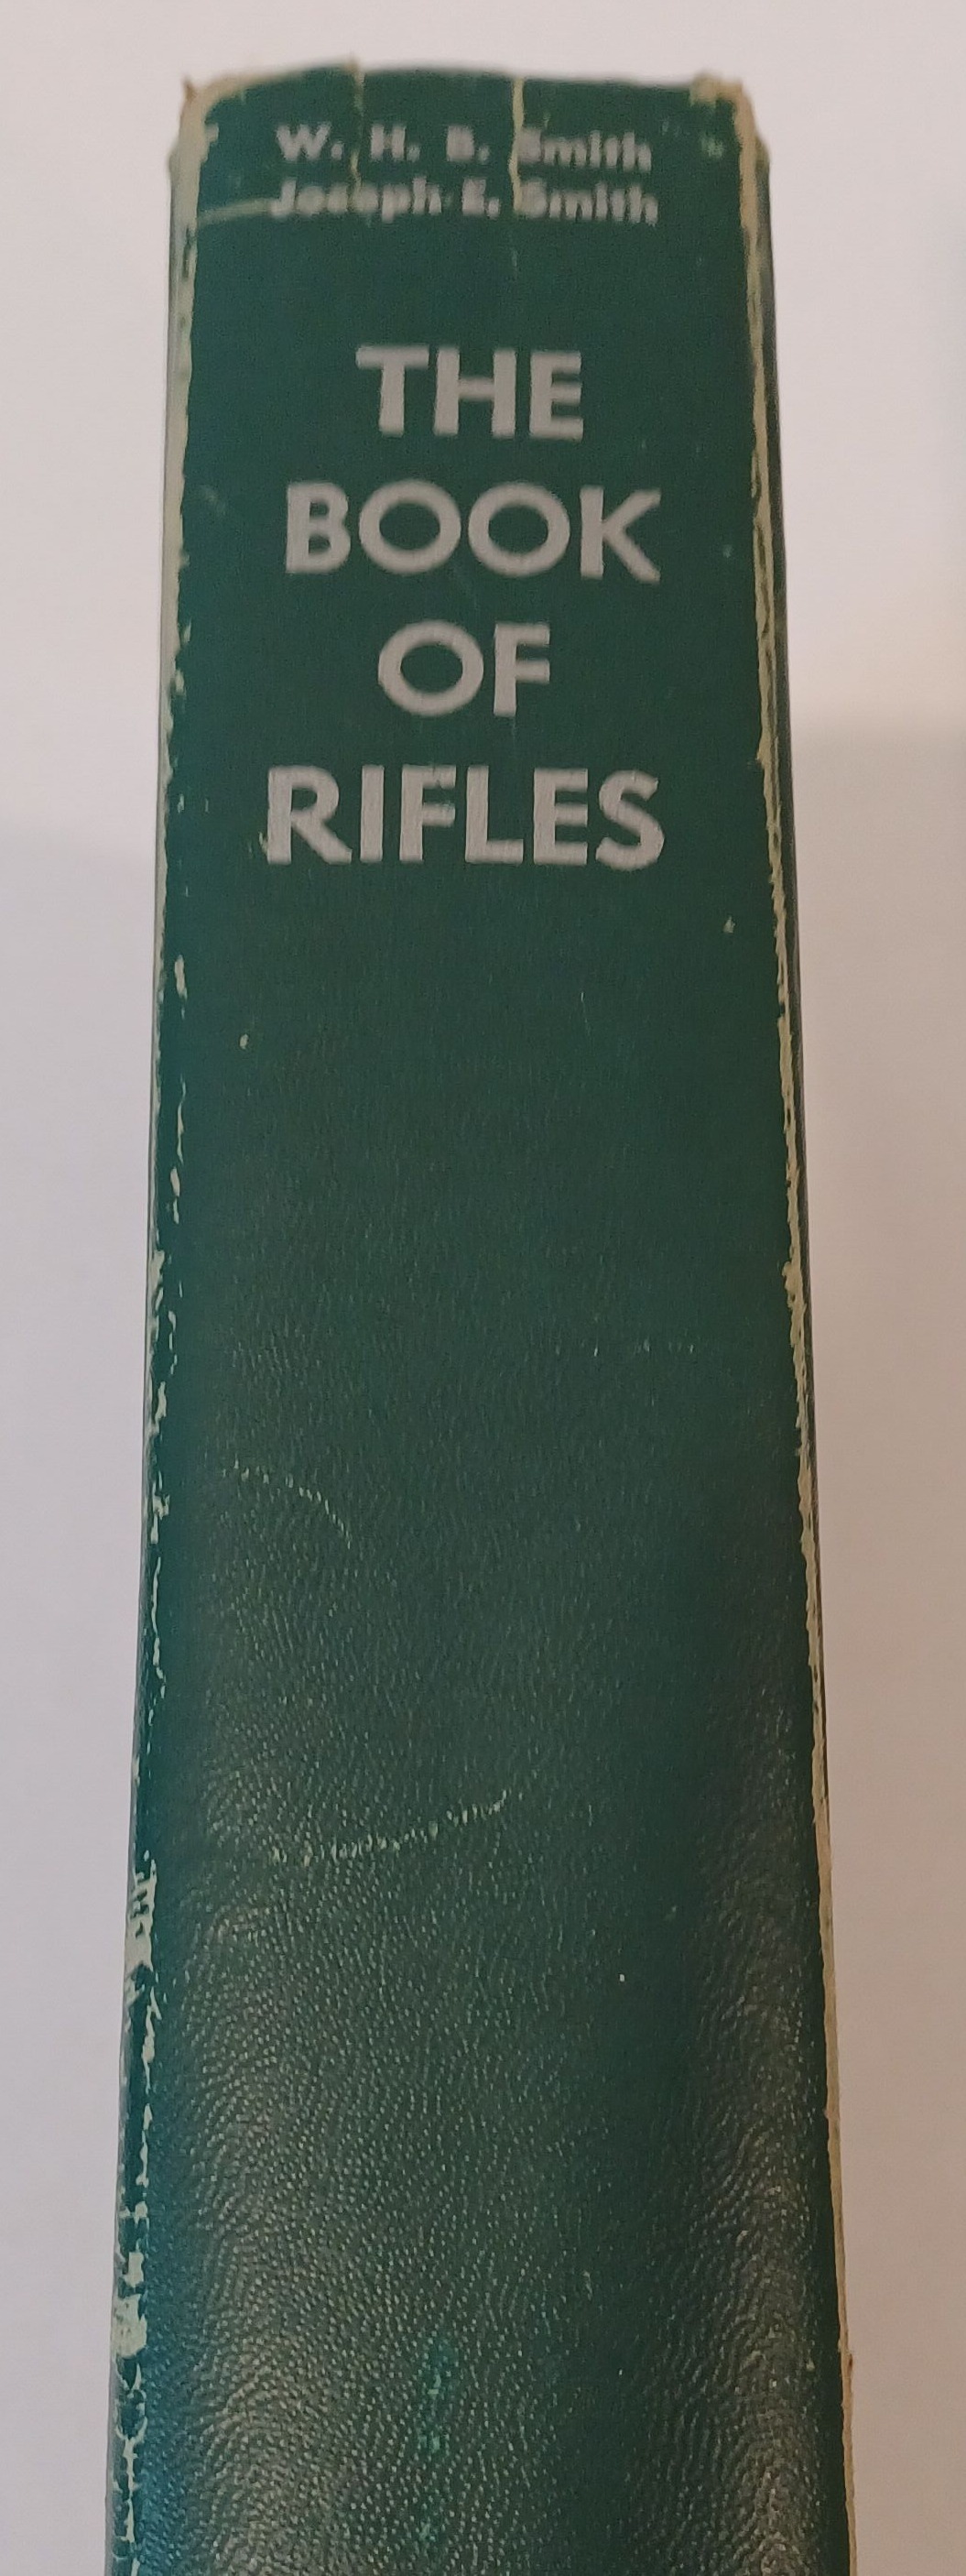 W. H. B. Smith
Joseph E. Smith
THE
BOOK
OF
RIFLES